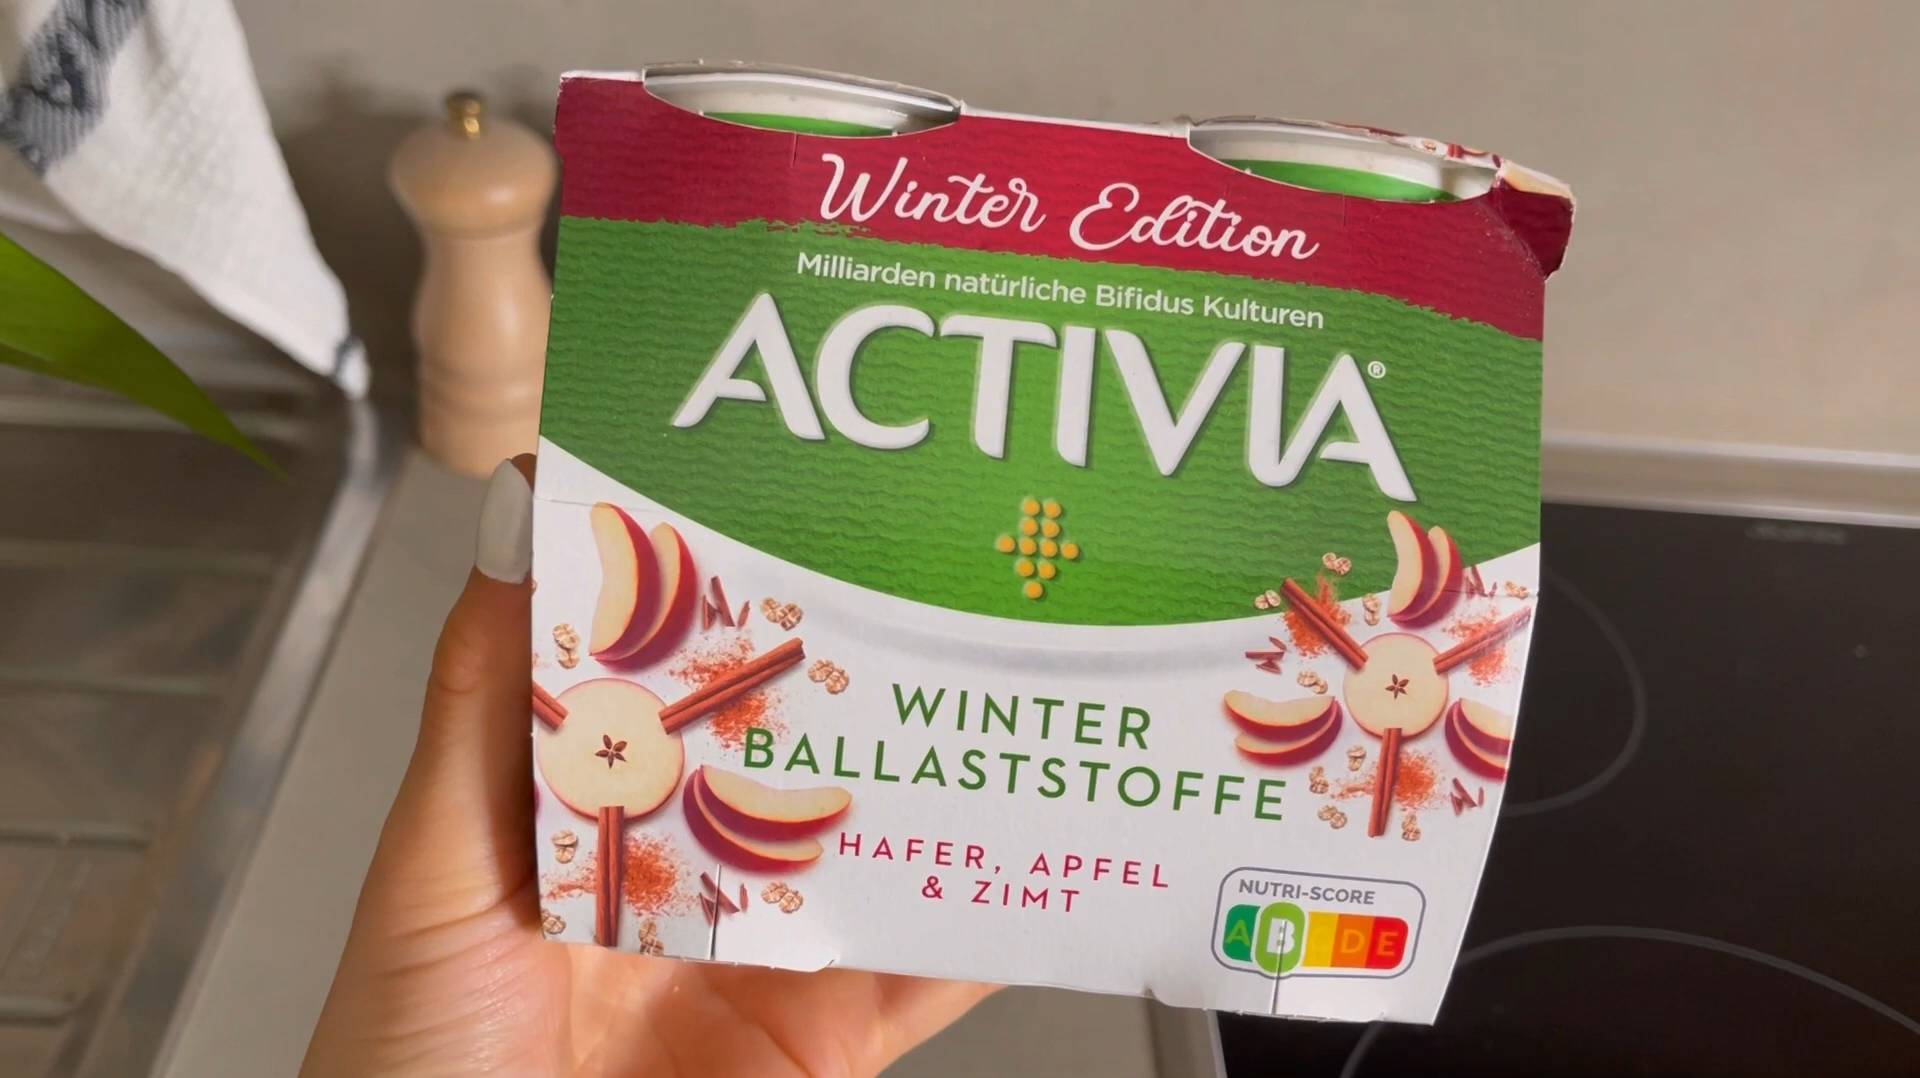 Winter Edition
Milliarden natürliche Bifidus Kulturen
ACTIVIA®
WINTER
BALLASTSTOFFE
HAFER, APFEL
& ZIMT
NUTRI-SCORE
A B D E